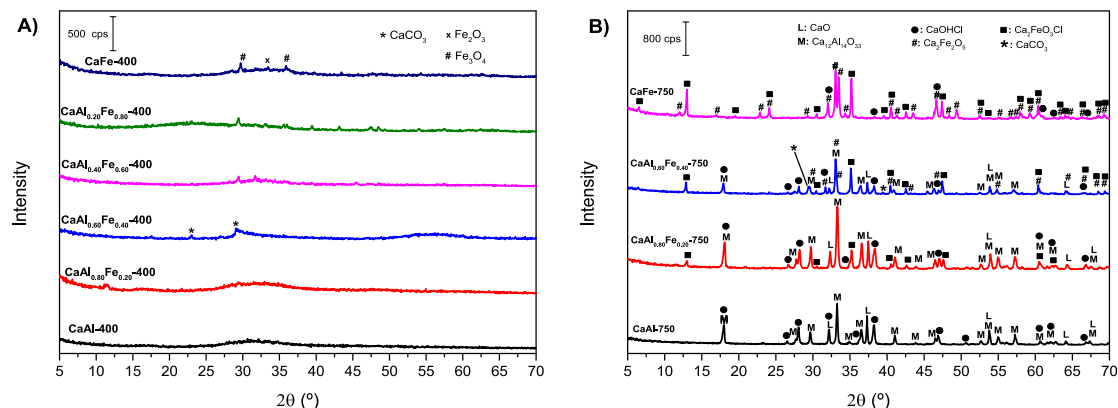 A)
500 cps
* CaCO₃
x Fe₂O₃
# Fe₃O₄
CaFe-400
# x #
CaAl₀.₂₀Fe₀.₈₀-400
CaAl₀.₄₀Fe₀.₆₀-400
CaAl₀.₆₀Fe₀.₄₀-400
* *
CaAl₀.₈₀Fe₀.₂₀-400
CaAl-400
Intensity
5 10 15 20 25 30 35 40 45 50 55 60 65 70
2θ (º)
B)
800 cps
L: CaO
M: Ca₁₂Al₁₄O₃₃
●: CaOHCl
#: Ca₂Fe₂O₅
■: Ca₂FeO₃Cl
*: CaCO₃
CaFe-750
CaAl₀.₆₀Fe₀.₄₀-750
CaAl₀.₈₀Fe₀.₂₀-750
CaAl-750
Intensity
5 10 15 20 25 30 35 40 45 50 55 60 65 70
2θ (º)